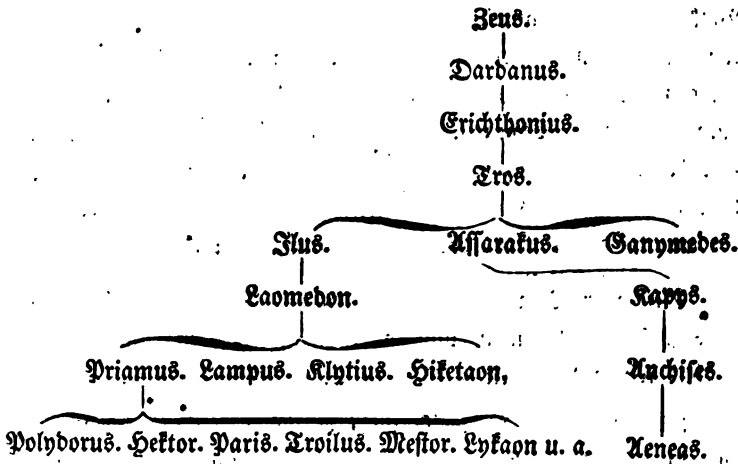 Zeus.
Dardanus.
Erichthonius.
Tros.
Ilus. Assarakus. Ganymedes.
Laomedon. Kapys.
Priamus. Lampus. Klytius. Hiketaon, Anchises.
Polydorus. Hektor. Paris. Troilus. Mestor. Lykaon u. a. Aeneas.